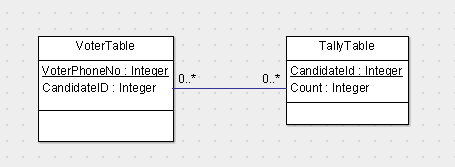 VoterTable
VoterPhoneNo : Integer
CandidateID : Integer
0..*
0..*
TallyTable
CandidateId : Integer
Count : Integer